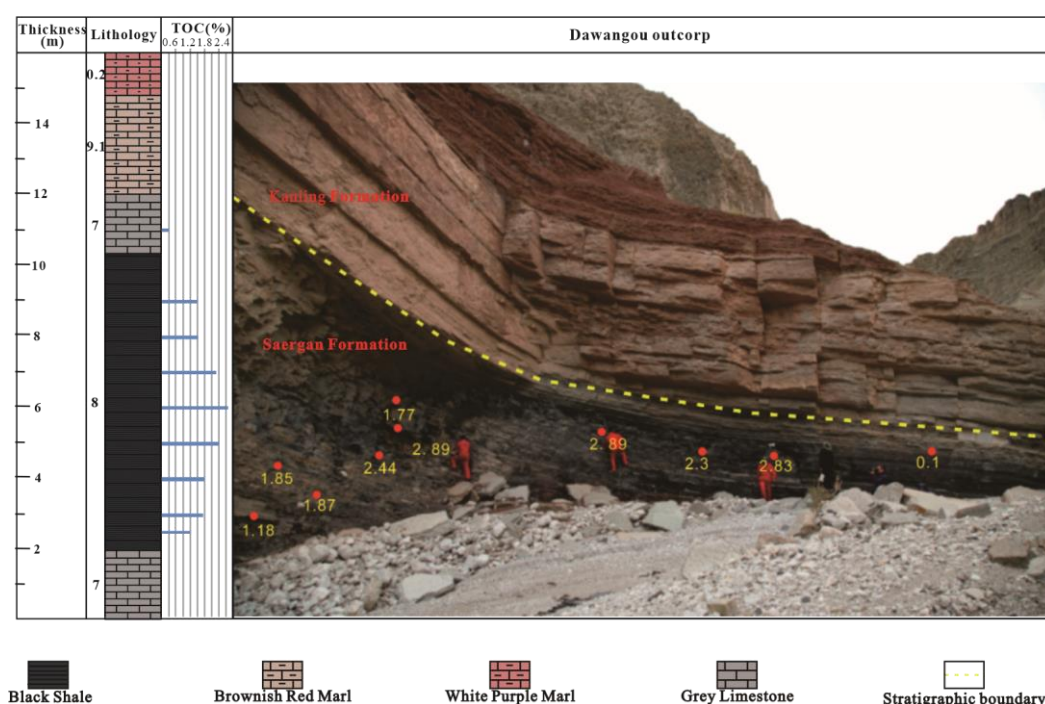 Thickness
(m)
Lithology
TOC(%)
0.6 1.2 1.8 2.4
Dawangou outcorp
0.2
14
9.1
12
7
10
8
8
6
4
2
7
Kanling Formation
Saergan Formation
1.77
2.89
2.44
1.85
1.87
1.18
2.89
2.3
2.83
0.1
Black Shale
Brownish Red Marl
White Purple Marl
Grey Limestone
Stratigraphic boundary